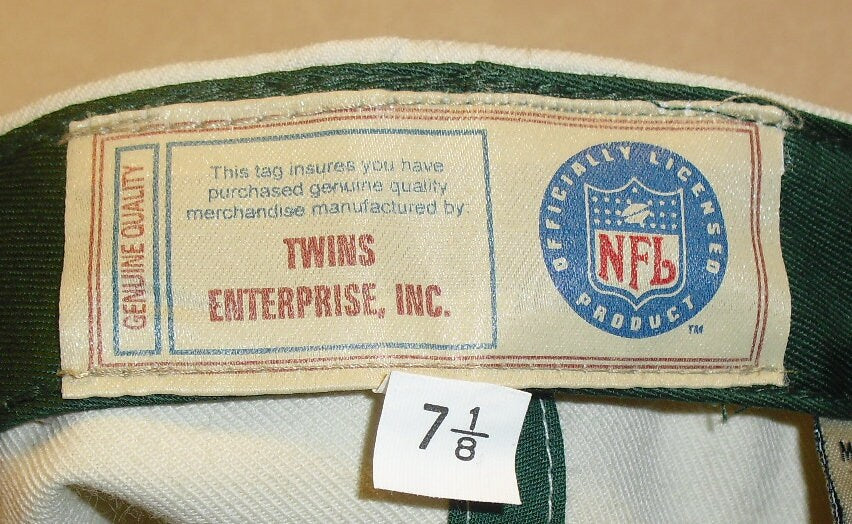 GENUINE QUALITY
This tag insures you have
purchased genuine quality
merchandise manufactured by:
TWINS
ENTERPRISE, INC.
OFFICIALLY LICENSED
NFL
PRODUCT
TM
7 1/8
M